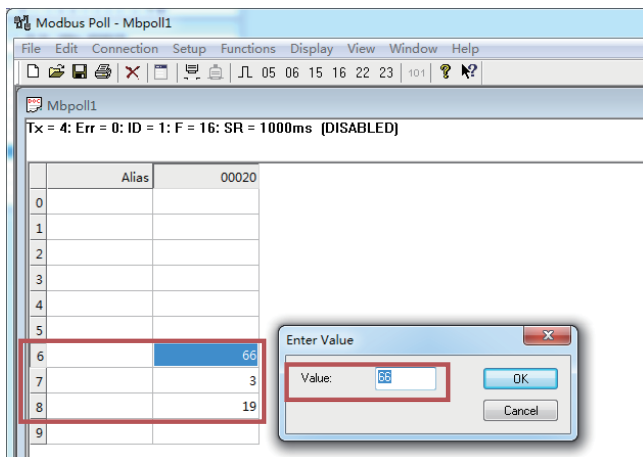 Modbus Poll - Mbpoll1
File Edit Connection Setup Functions Display View Window Help
05 06 15 16 22 23 101
Mbpoll1
Tx = 4: Err = 0: ID = 1: F = 16: SR = 1000ms (DISABLED)
Alias 00020
0
1
2
3
4
5
6 66
7 3
8 19
9
Enter Value
Value: 66
OK
Cancel